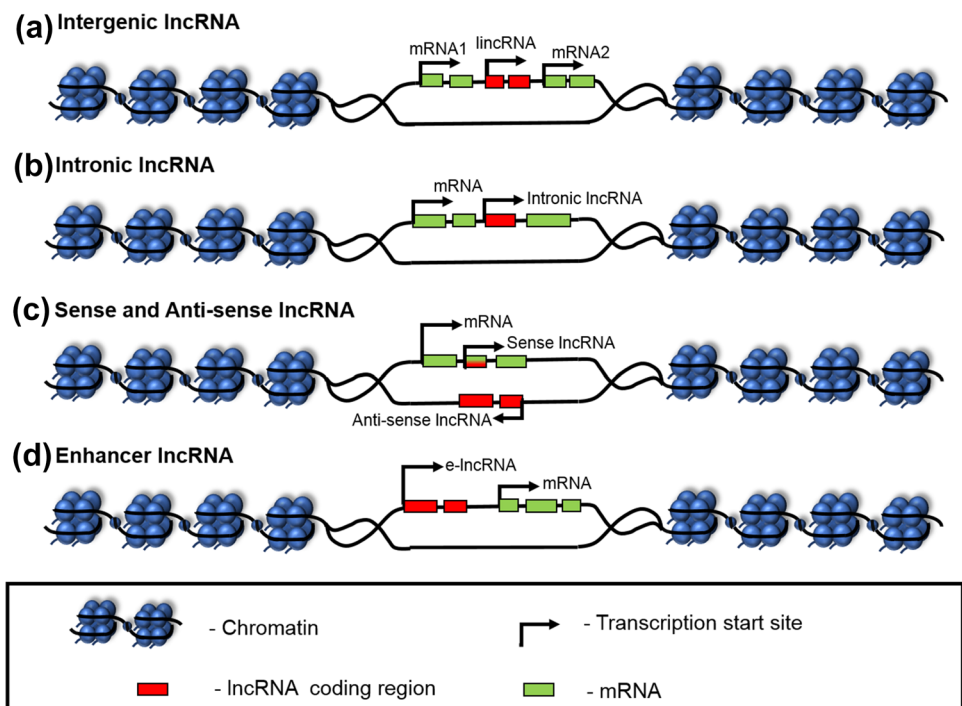 (a) Intergenic lncRNA
mRNA1 lincRNA mRNA2
(b) Intronic lncRNA
mRNA Intronic lncRNA
(c) Sense and Anti-sense lncRNA
mRNA
Sense lncRNA
Anti-sense lncRNA
(d) Enhancer lncRNA
e-lncRNA
mRNA
- Chromatin - Transcription start site
- lncRNA coding region - mRNA